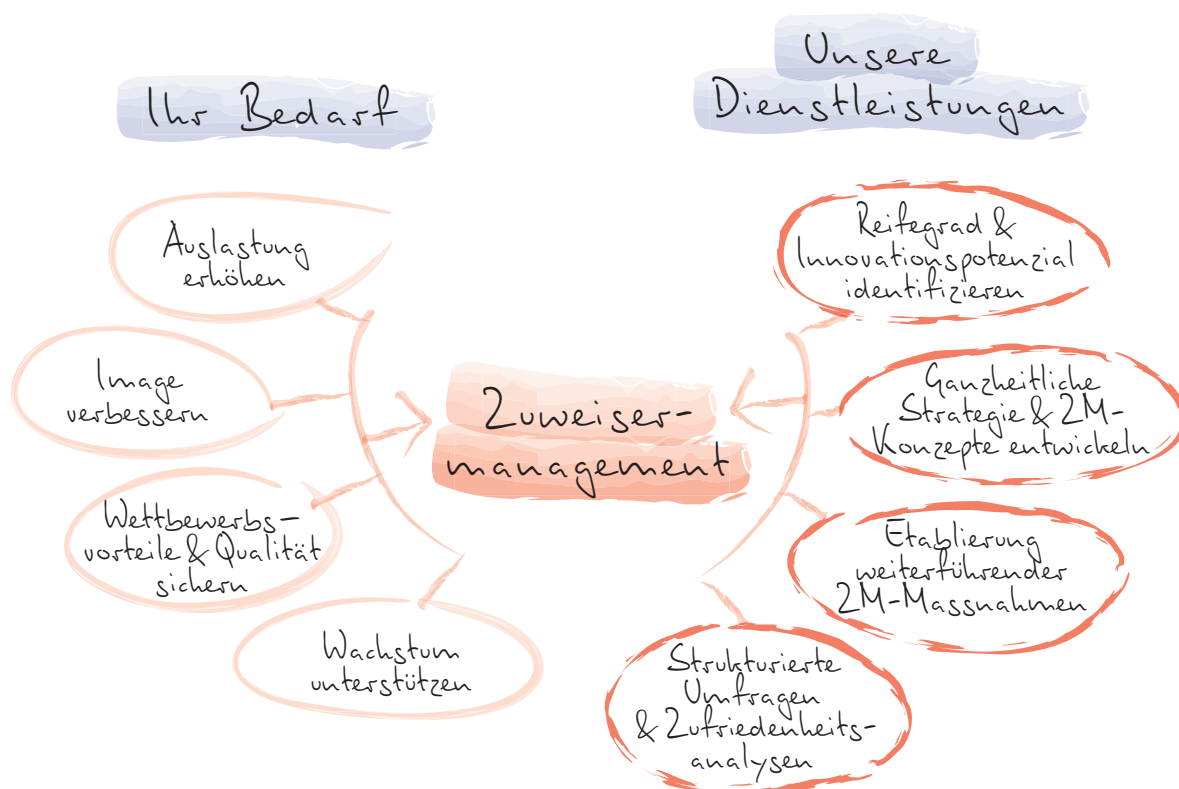 Ihr Bedarf
Unsere
Dienstleistungen
Auslastung
erhöhen
Image
verbessern
Wettbewerbs-
vorteile & Qualität
sichern
Wachstum
unterstützen
Zuweiser-
management
Reifegrad &
Innovationspotenzial
identifizieren
Ganzheitliche
Strategie & ZM-
Konzepte entwickeln
Etablierung
weiterführender
ZM-Massnahmen
Strukturierte
Umfragen
& Zufriedenheits-
analysen